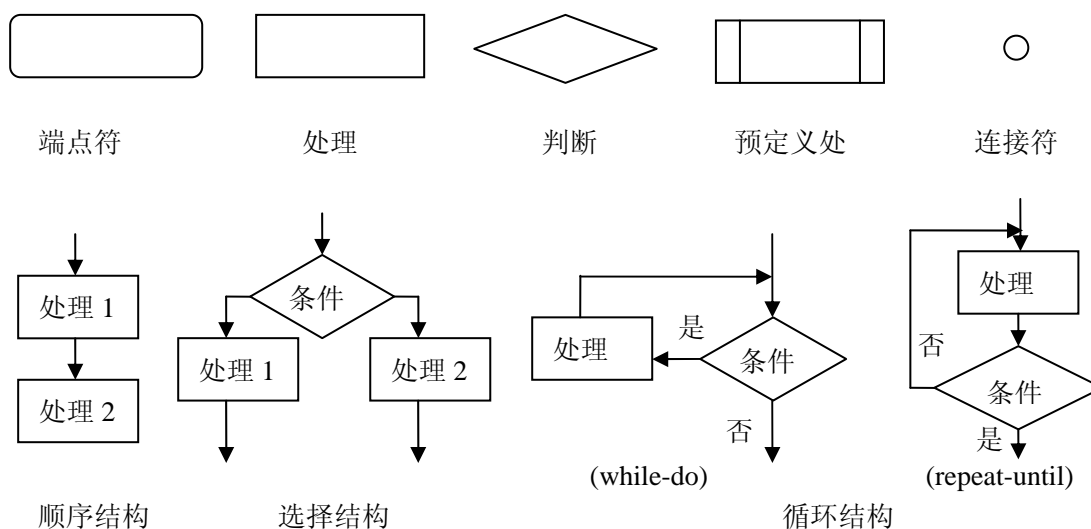 端点符 处理 判断 预定义处 连接符
处理 1
处理 2
条件
处理 1 处理 2
处理
是
条件
否
处理
否
条件
是
(while-do) (repeat-until)
顺序结构 选择结构 循环结构